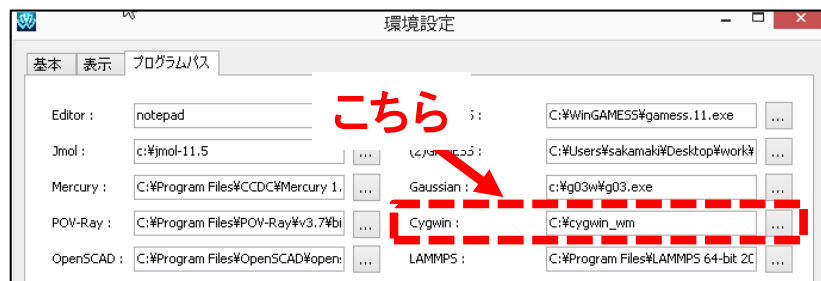 環境設定
基本 表示 プログラムパス
こちら
Editor : notepad C:¥WinGAMESS¥gamess.11.exe ...
Jmol : c:¥jmol-11.5 ... (2)GAMESS : C:¥Users¥sakamaki¥Desktop¥work¥ ...
Mercury : C:¥Program Files¥CCDC¥Mercury 1. ... Gaussian : c:¥g03w¥g03.exe ...
POV-Ray : C:¥Program Files¥POV-Ray¥v3.7¥bi ... Cygwin : C:¥cygwin_wm ...
OpenSCAD : C:¥Program Files¥OpenSCAD¥open: ... LAMMPS : C:¥Program Files¥LAMMPS 64-bit 20 ...